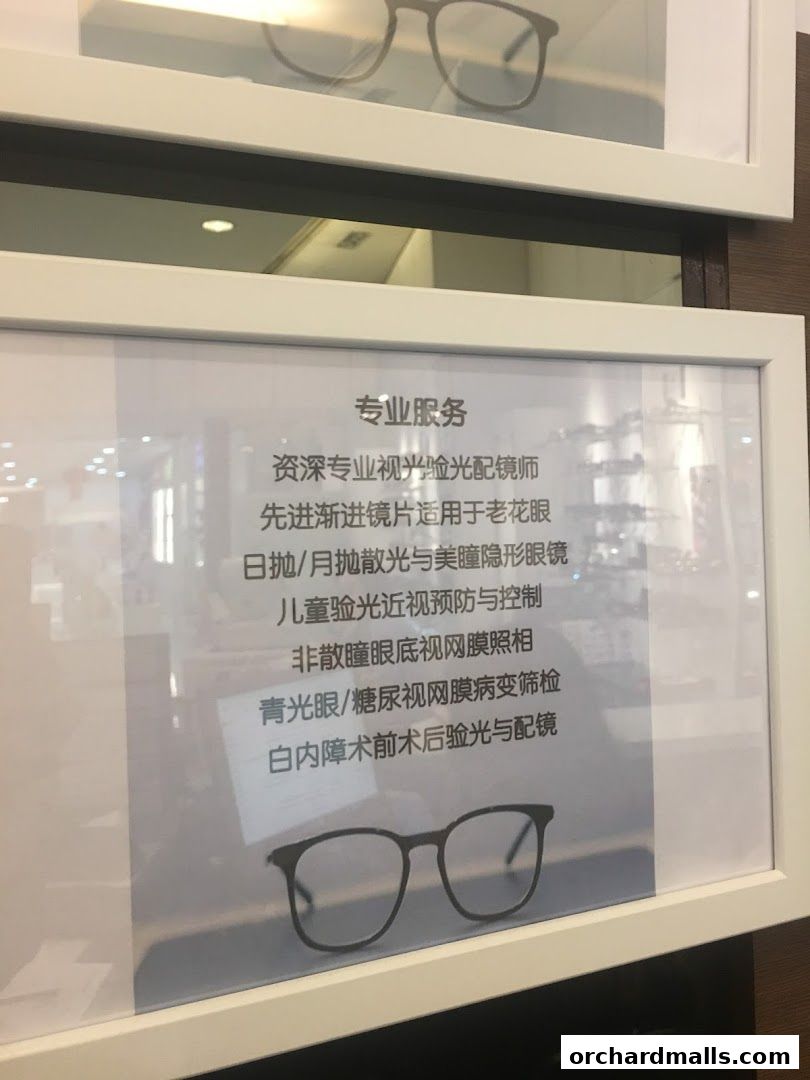 专业服务
资深专业视光验光配镜师
先进渐进镜片适用于老花眼
日抛/月抛散光与美瞳隐形眼镜
儿童验光近视预防与控制
非散瞳眼底视网膜照相
青光眼/糖尿视网膜病变筛检
白内障术前术后验光与配镜
orchardmalls.com